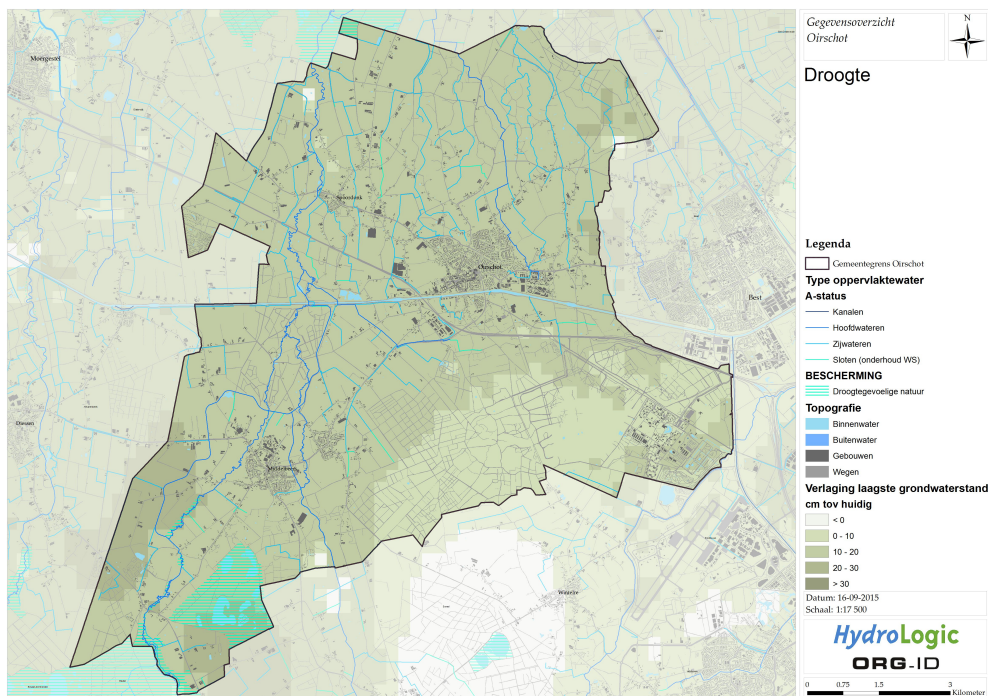 Moergestel
Spoordonk
Oirschot
Best
Diessen
Middelbeers
Wintelre
Gegevensoverzicht
Oirschot
N
Droogte
Legenda
Gemeentegrens Oirschot
Type oppervlaktewater
A-status
Kanalen
Hoofdwateren
Zijwateren
Sloten (onderhoud WS)
BESCHERMING
Droogtegevoelige natuur
Topografie
Binnenwater
Buitenwater
Gebouwen
Wegen
Verlaging laagste grondwaterstand
cm tov huidig
< 0
0 - 10
10 - 20
20 - 30
> 30
Datum: 16-09-2015
Schaal: 1:17 500
HydroLogic
ORG-ID
0 0.75 1.5 3
Kilometer